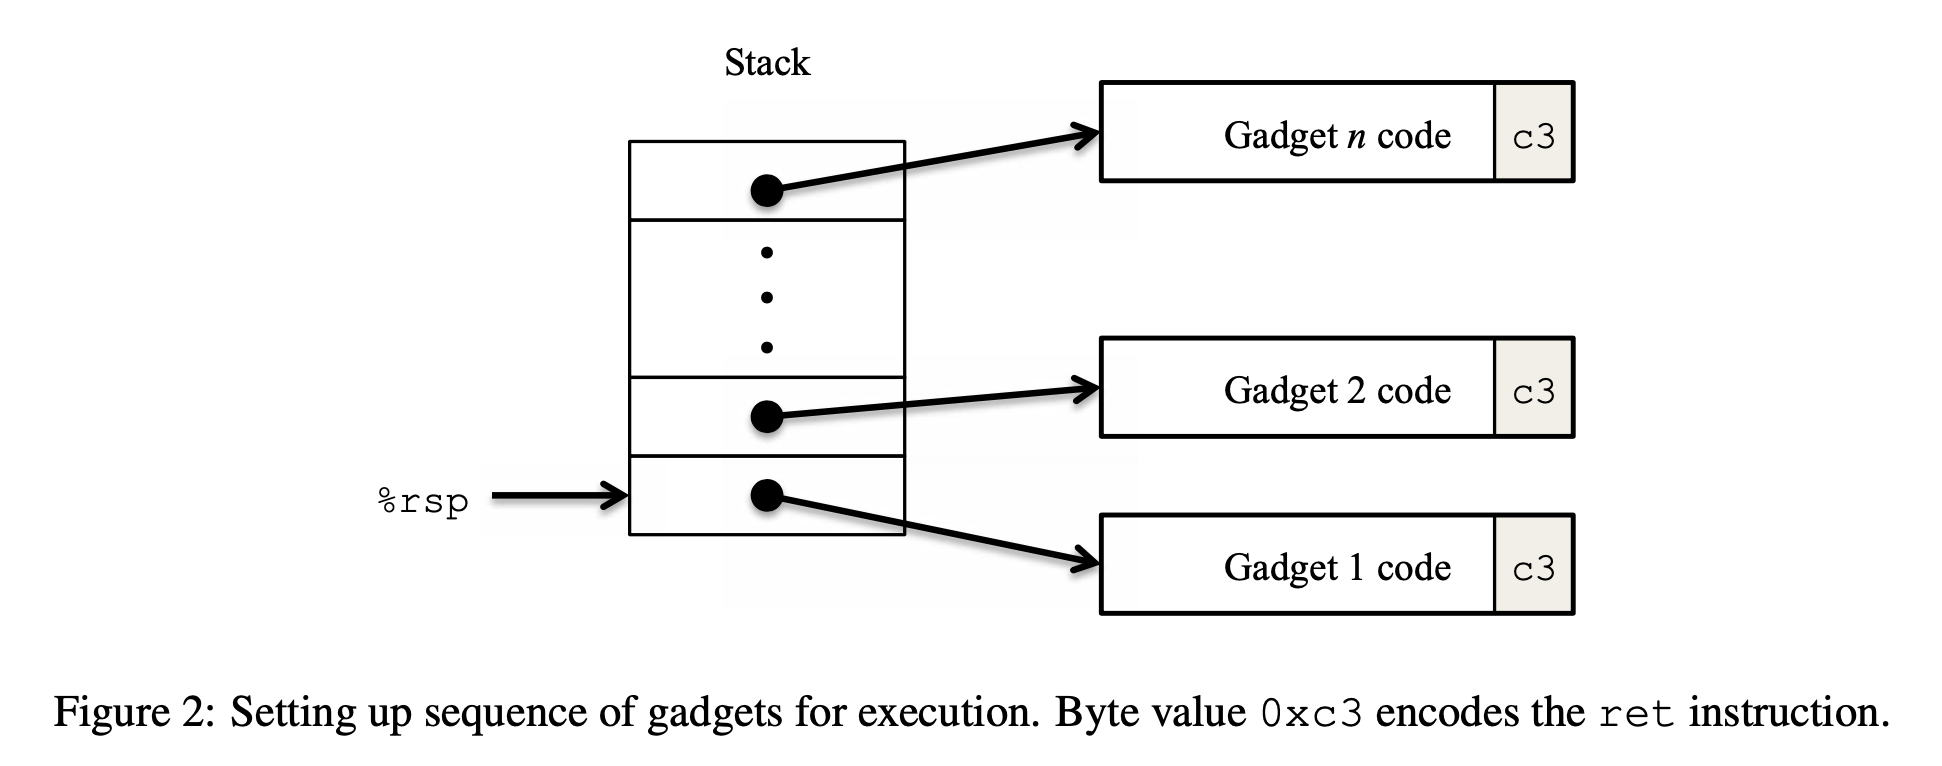 Stack
Gadget n code c3
Gadget 2 code c3
%rsp
Gadget 1 code c3
Figure 2: Setting up sequence of gadgets for execution. Byte value 0xc3 encodes the ret instruction.